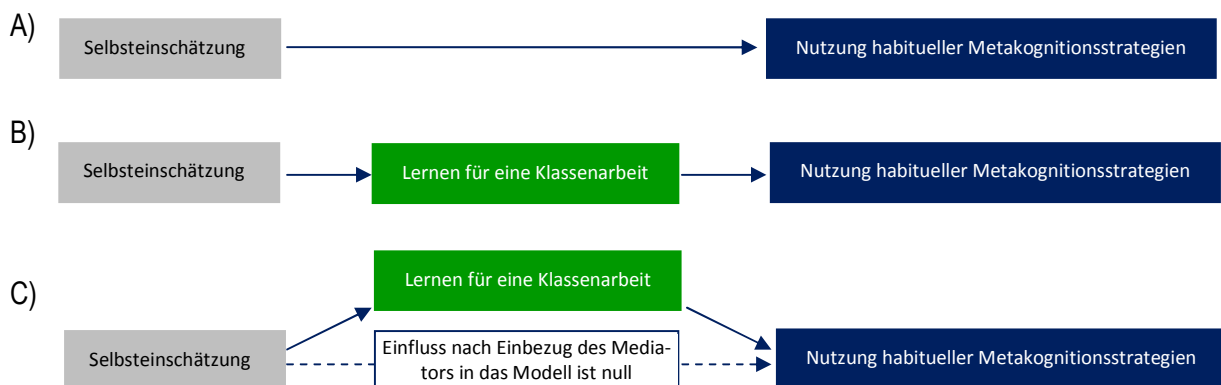 A)
Selbsteinschätzung
Nutzung habitueller Metakognitionsstrategien
B)
Selbsteinschätzung
Lernen für eine Klassenarbeit
Nutzung habitueller Metakognitionsstrategien
C)
Lernen für eine Klassenarbeit
Selbsteinschätzung
Einfluss nach Einbezug des Media-
tors in das Modell ist null
Nutzung habitueller Metakognitionsstrategien